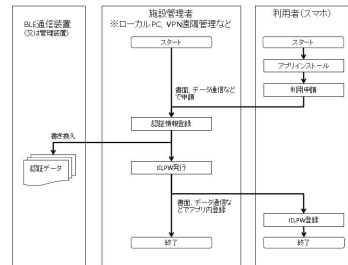 BLE通信装置
(又は管理装置)
施設管理者
※ローカルPC、VPN遠隔管理など
利用者(スマホ)
スタート
スタート
アプリインストール
利用申請
書面、データ通信など
で申請
認証情報登録
書き換え
認証データ
ID,PW発行
書面、データ通信な
どでアプリ内登録
ID,PW登録
終了
終了